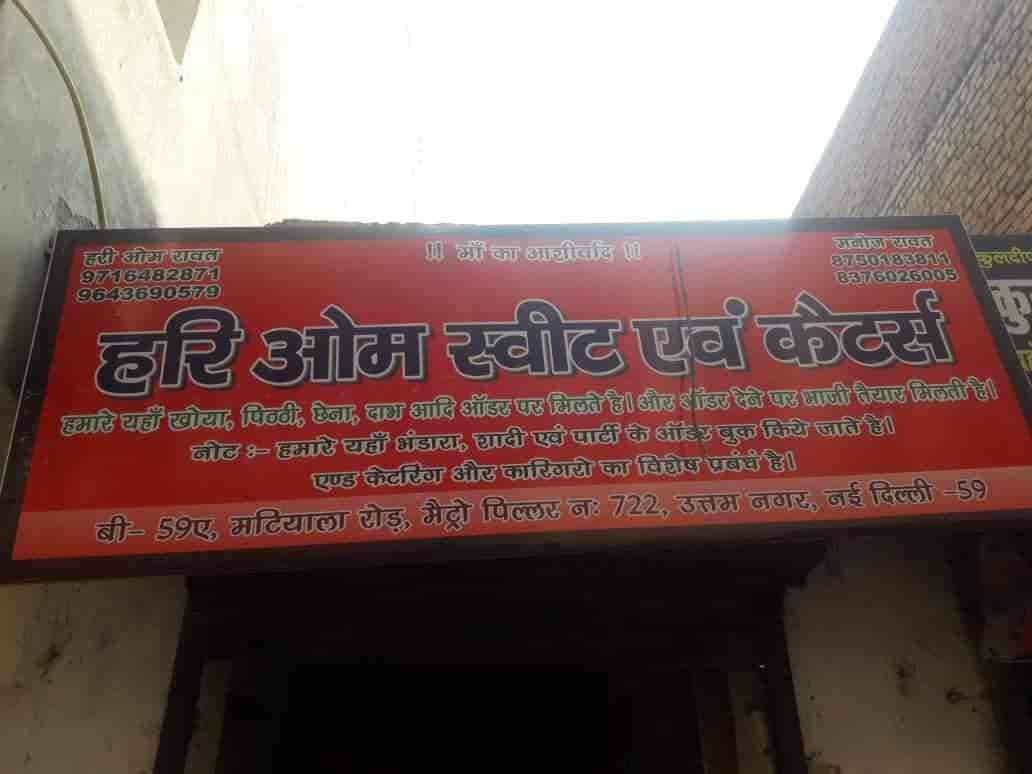 !! माँ का आशीर्वाद !!
हरी ओम रावत
9716482871
9643690579
मनोज रावत
8750183811
8376026005
हरि ओम स्वीट एवं कैटर्स
हमारे यहाँ खोया, पिठठी, छेना, दाभ आदि ऑडर पर मिलते है। और ऑडर देने पर भाजी तैयार मिलती है।
नोट :- हमारे यहाँ भंडारा, शादी एवं पार्टी के ऑडर बुक किये जाते है।
एण्ड केटरिंग और कारिगरो का विशेष प्रबंघं है।
बी- 59ए, मटियाला रोड़, मैट्रो पिल्लर नः 722, उत्तम नगर, नई दिल्ली -59